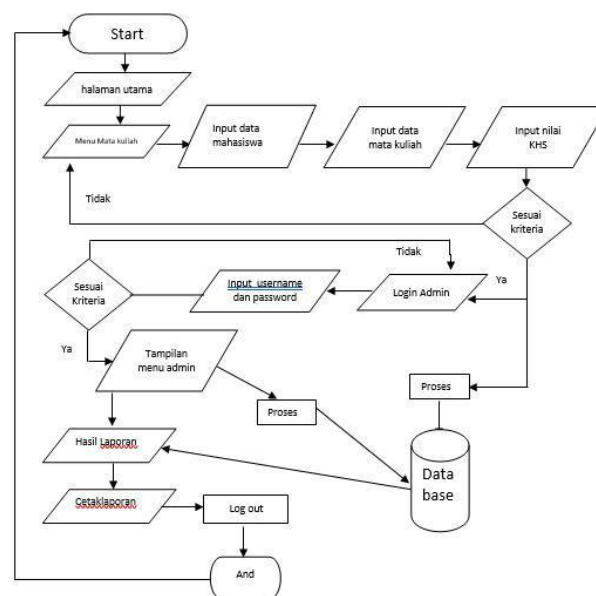 Start
halaman utama
Menu Mata kuliah
Input data
mahasiswa
Input data
mata kuliah
Input nilai
KHS
Tidak
Sesuai
kriteria
Tidak
Ya
Sesuai
Kriteria
Input username
dan password
Login Admin
Ya
Tampilan
menu admin
Proses
Proses
Hasil Laporan
Data
base
Cetaklaporan
Log out
And